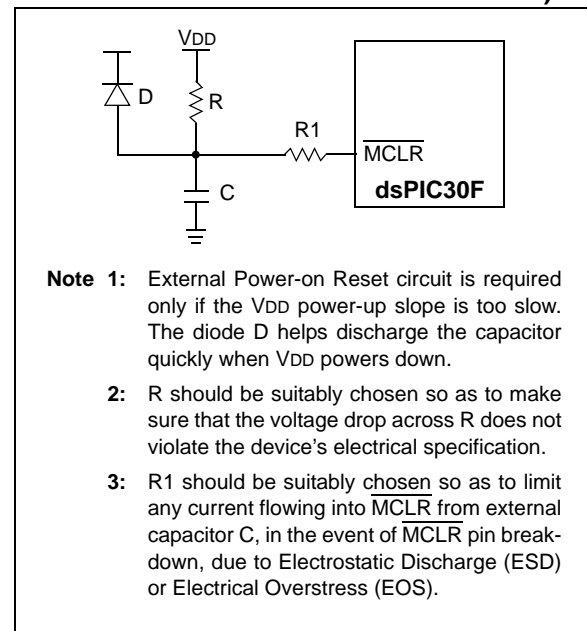 )
VDD
D
R
R1
MCLR
C
dsPIC30F
Note 1: External Power-on Reset circuit is required
only if the VDD power-up slope is too slow.
The diode D helps discharge the capacitor
quickly when VDD powers down.
2: R should be suitably chosen so as to make
sure that the voltage drop across R does not
violate the device's electrical specification.
3: R1 should be suitably chosen so as to limit
any current flowing into MCLR from external
capacitor C, in the event of MCLR pin break-
down, due to Electrostatic Discharge (ESD)
or Electrical Overstress (EOS).